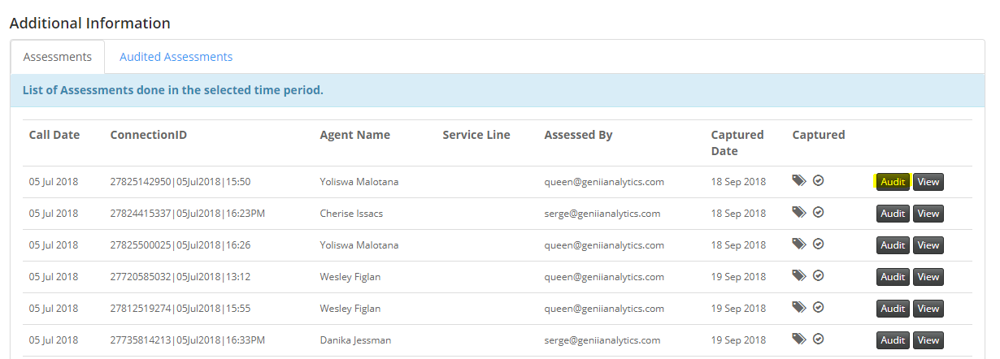 Additional Information
Assessments Audited Assessments
List of Assessments done in the selected time period.
Call Date ConnectionID Agent Name Service Line Assessed By Captured Date Captured
05 Jul 2018 27825142950|05Jul2018|15:50 Yoliswa Malotana queen@geniianalytics.com 18 Sep 2018 Audit View
05 Jul 2018 27824415337|05Jul2018|16:23PM Cherise Issacs serge@geniianalytics.com 18 Sep 2018 Audit View
05 Jul 2018 27825500025|05Jul2018|16:26 Yoliswa Malotana queen@geniianalytics.com 18 Sep 2018 Audit View
05 Jul 2018 27720585032|05Jul2018|13:12 Wesley Figlan queen@geniianalytics.com 19 Sep 2018 Audit View
05 Jul 2018 27812519274|05Jul2018|15:55 Wesley Figlan queen@geniianalytics.com 19 Sep 2018 Audit View
05 Jul 2018 27735814213|05Jul2018|16:33PM Danika Jessman serge@geniianalytics.com 19 Sep 2018 Audit View